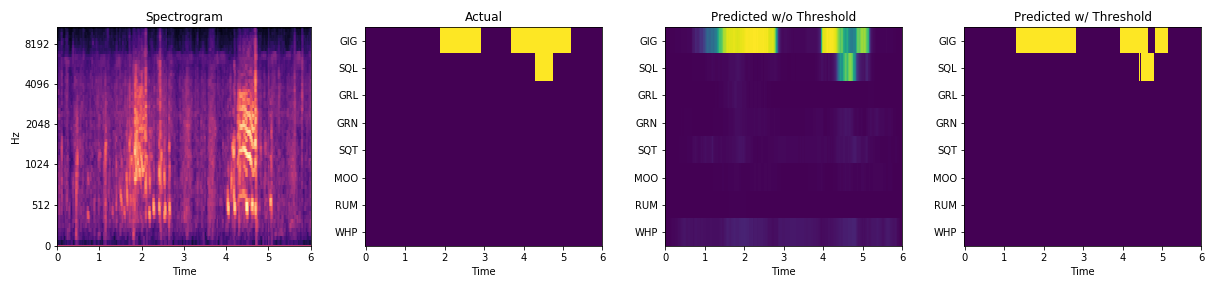 Spectrogram
8192
4096
2048
1024
512
0
Hz
0 1 2 3 4 5 6
Time
Actual
GIG
SQL
GRL
GRN
SQT
MOO
RUM
WHP
0 1 2 3 4 5 6
Time
Predicted w/o Threshold
GIG
SQL
GRL
GRN
SQT
MOO
RUM
WHP
0 1 2 3 4 5 6
Time
Predicted w/ Threshold
GIG
SQL
GRL
GRN
SQT
MOO
RUM
WHP
0 1 2 3 4 5 6
Time